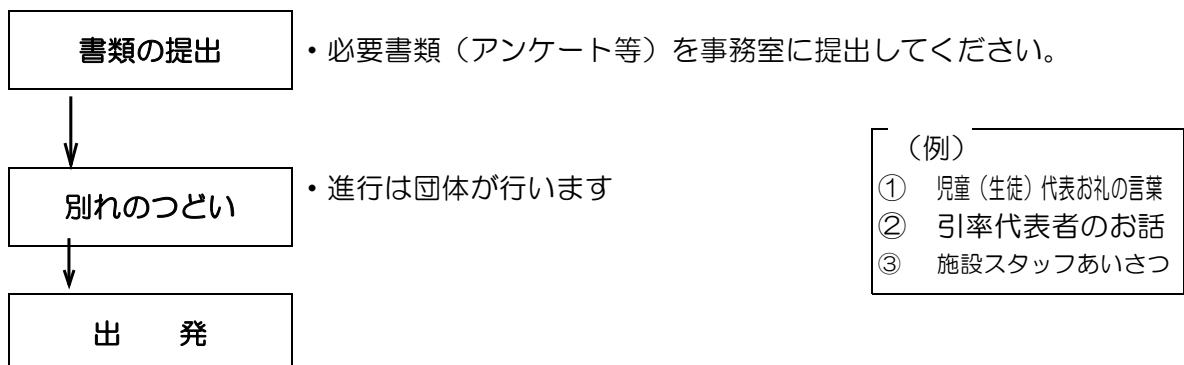 書類の提出
・必要書類（アンケート等）を事務室に提出してください。
別れのつどい
・進行は団体が行います
（例）
① 児童（生徒）代表お礼の言葉
② 引率代表者のお話
③ 施設スタッフあいさつ
出　発